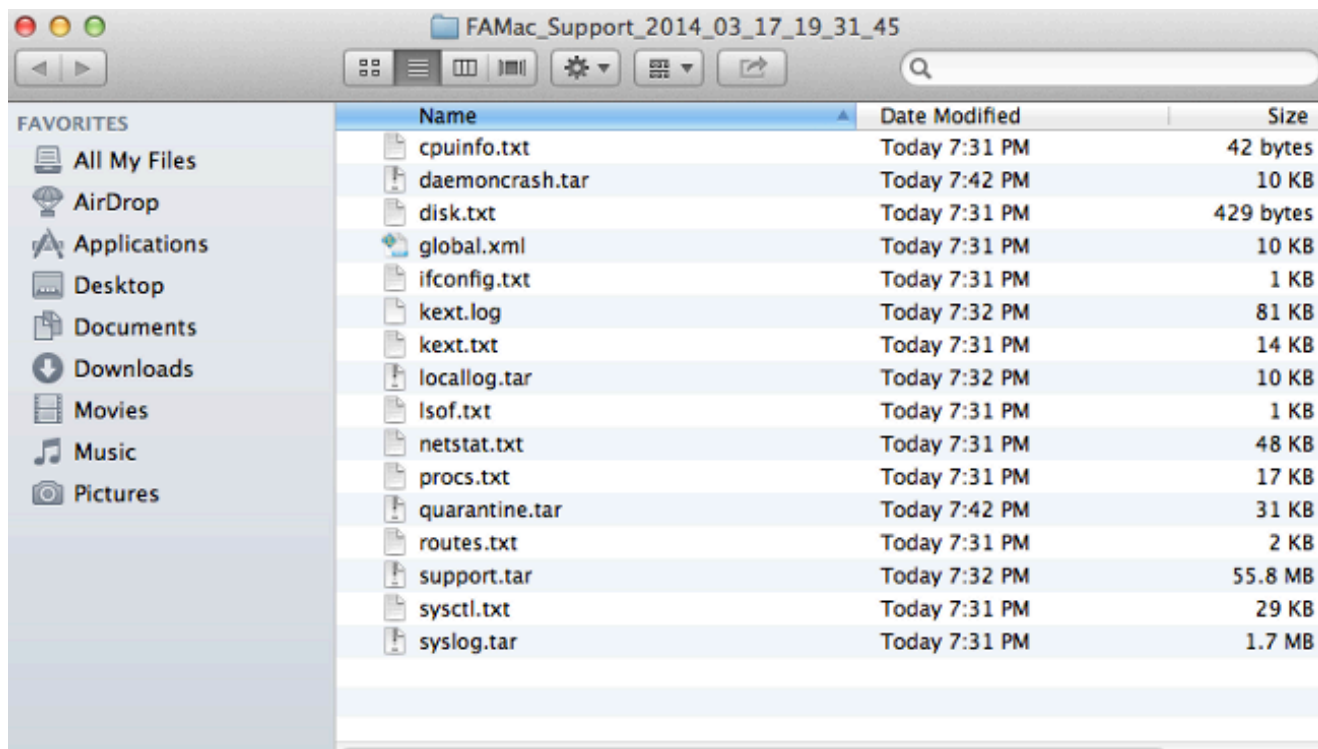 FAMac_Support_2014_03_17_19_31_45
FAVORITES
All My Files
AirDrop
Applications
Desktop
Documents
Downloads
Movies
Music
Pictures
Name Date Modified Size
cpuinfo.txt Today 7:31 PM 42 bytes
daemoncrash.tar Today 7:42 PM 10 KB
disk.txt Today 7:31 PM 429 bytes
global.xml Today 7:31 PM 10 KB
ifconfig.txt Today 7:31 PM 1 KB
kext.log Today 7:32 PM 81 KB
kext.txt Today 7:31 PM 14 KB
locallog.tar Today 7:32 PM 10 KB
lsof.txt Today 7:31 PM 1 KB
netstat.txt Today 7:31 PM 48 KB
procs.txt Today 7:31 PM 17 KB
quarantine.tar Today 7:42 PM 31 KB
routes.txt Today 7:31 PM 2 KB
support.tar Today 7:32 PM 55.8 MB
sysctl.txt Today 7:31 PM 29 KB
syslog.tar Today 7:31 PM 1.7 MB